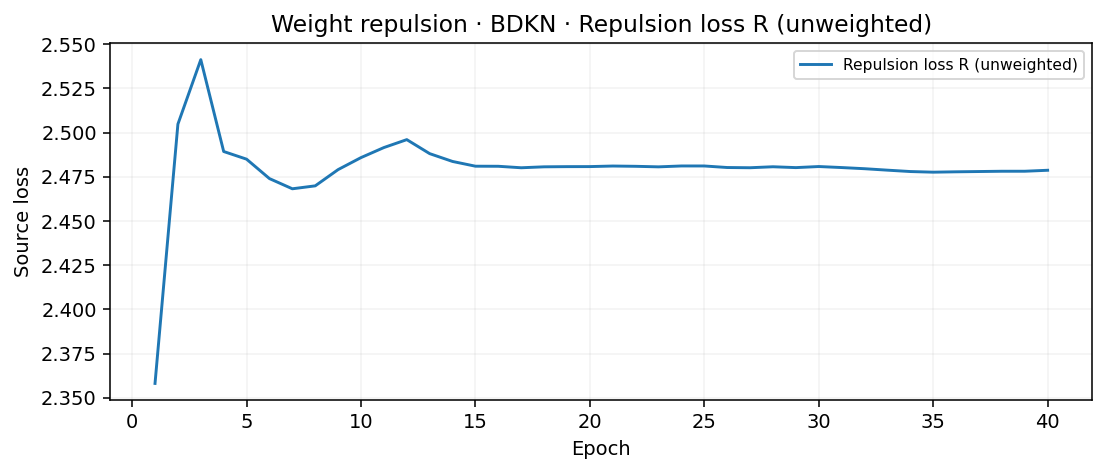 Weight repulsion · BDKN · Repulsion loss R (unweighted)
Repulsion loss R (unweighted)
Source loss
2.550
2.525
2.500
2.475
2.450
2.425
2.400
2.375
2.350
0 5 10 15 20 25 30 35 40
Epoch